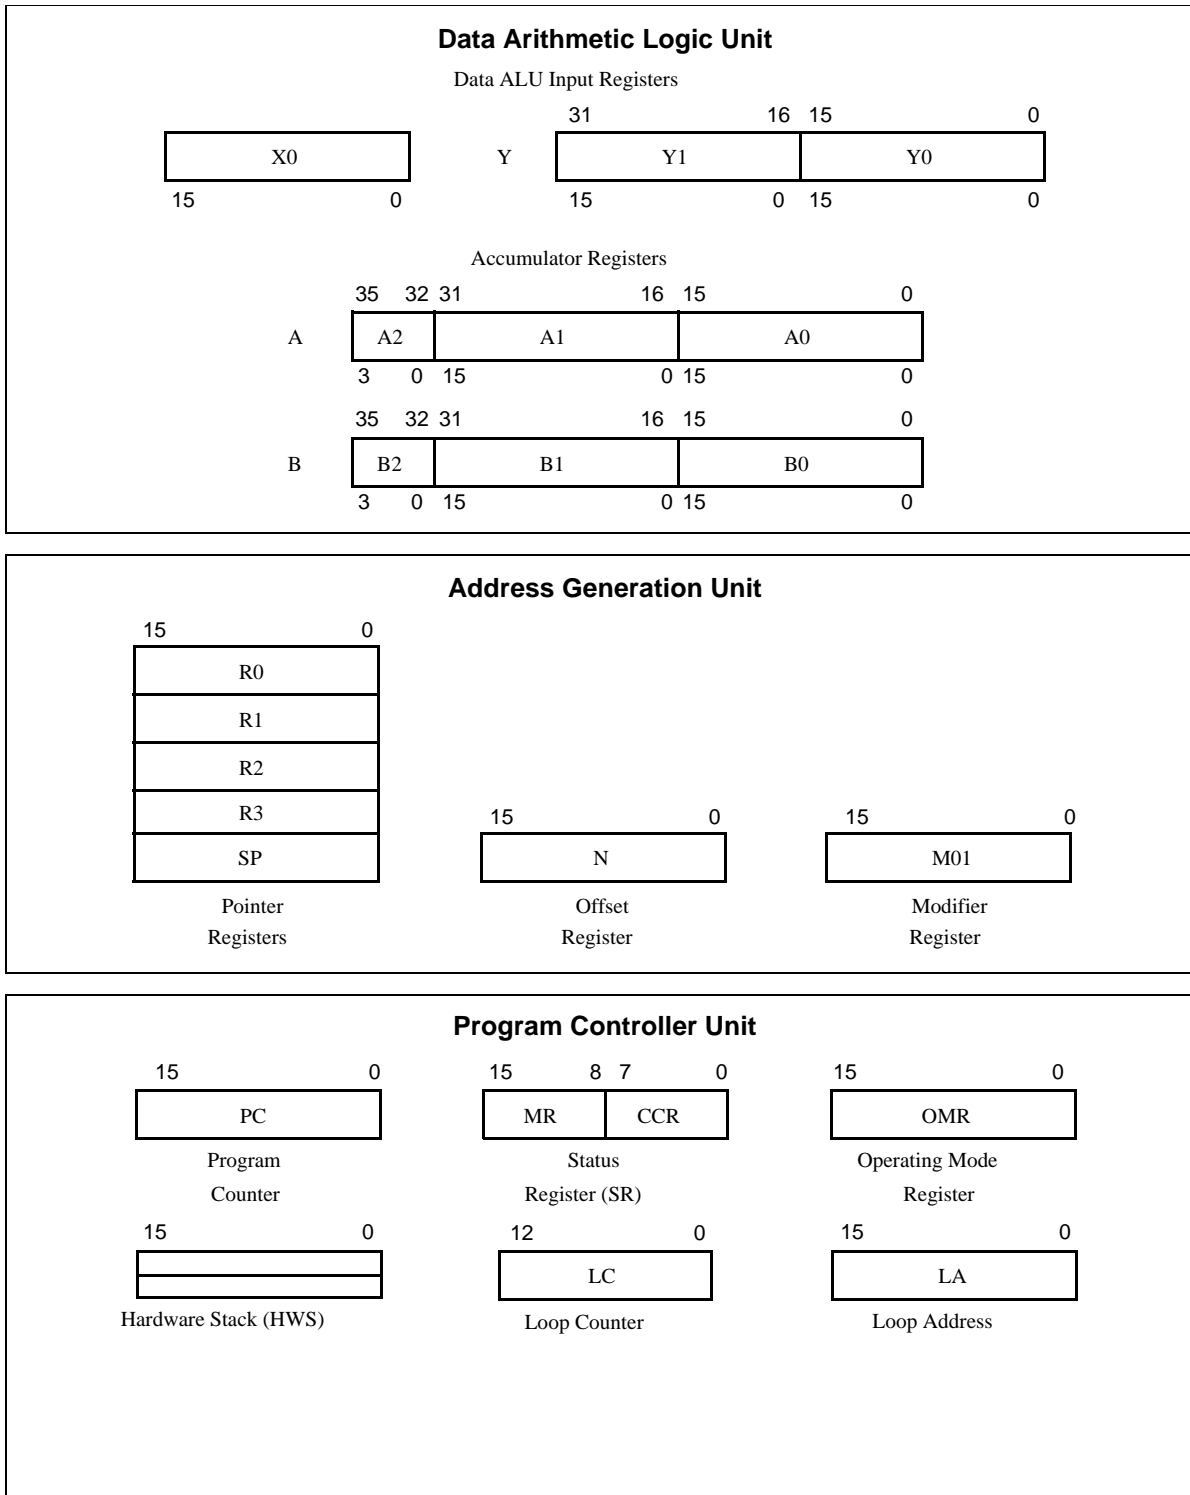 Data Arithmetic Logic Unit
Data ALU Input Registers
31 16 15 0
X0 Y Y1 Y0
15 0 15 0 15 0
Accumulator Registers
35 32 31 16 15 0
A A2 A1 A0
3 0 15 0 15 0
35 32 31 16 15 0
B B2 B1 B0
3 0 15 0 15 0
Address Generation Unit
15 0
R0
R1
R2
R3
15 0 15 0
SP N M01
Pointer Offset Modifier
Registers Register Register
Program Controller Unit
15 0 15 8 7 0 15 0
PC MR CCR OMR
Program Status Operating Mode
Counter Register (SR) Register
15 0 12 0 15 0
LC LA
Hardware Stack (HWS) Loop Counter Loop Address